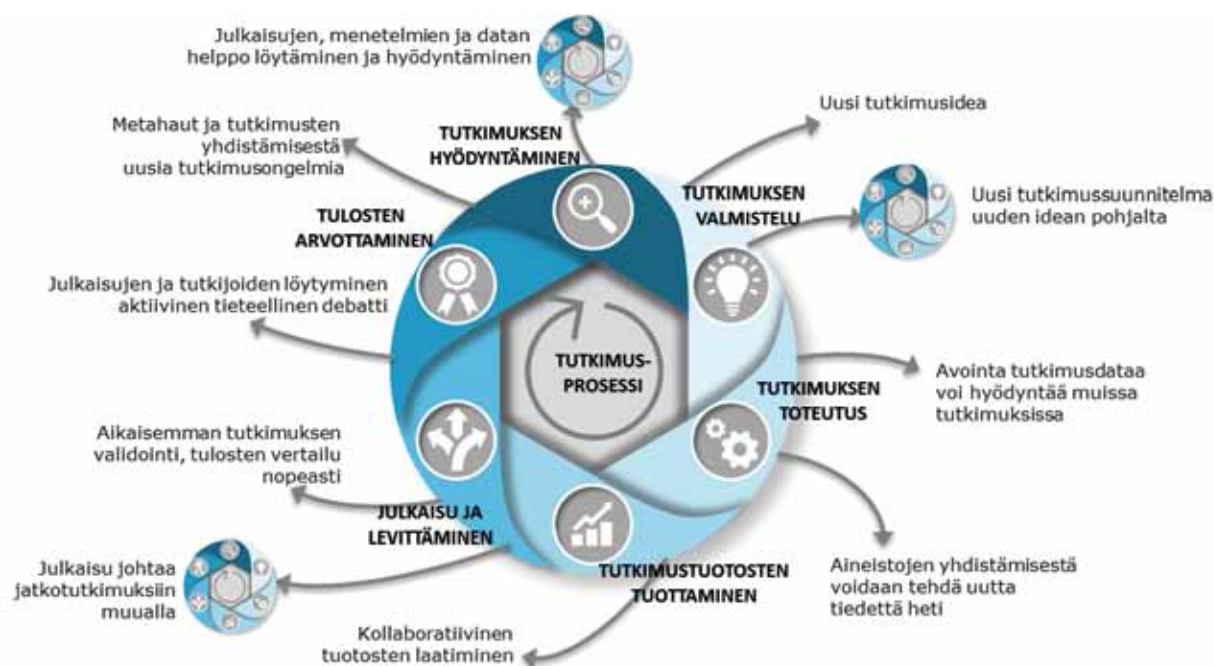 Julkaisujen, menetelmien ja datan
helppo löytäminen ja hyödyntäminen
Metahaut ja tutkimusten
yhdistämisestä
uusia tutkimusongelmia
TUTKIMUKSEN
HYÖDYNTÄMINEN
Uusi tutkimusidea
TUTKIMUKSEN
VALMISTELU
Uusi tutkimussuunnitelma
uuden idean pohjalta
TULOSTEN
ARVOTTAMINEN
Julkaisujen ja tutkijoiden löytyminen
aktiivinen tieteellinen debatti
TUTKIMUS-
PROSESSI
TUTKIMUKSEN
TOTEUTUS
Avointa tutkimusdataa
voi hyödyntää muissa
tutkimuksissa
Aikaisemman tutkimuksen
validointi, tulosten vertailu
nopeasti
JULKAISU JA
LEVITTÄMINEN
TUTKIMUSTUOTOSTEN
TUOTTAMINEN
Aineistojen yhdistämisestä
voidaan tehdä uutta
tiedettä heti
Julkaisu johtaa
jatkotutkimuksiin
muualla
Kollaboratiivinen
tuotosten laatiminen